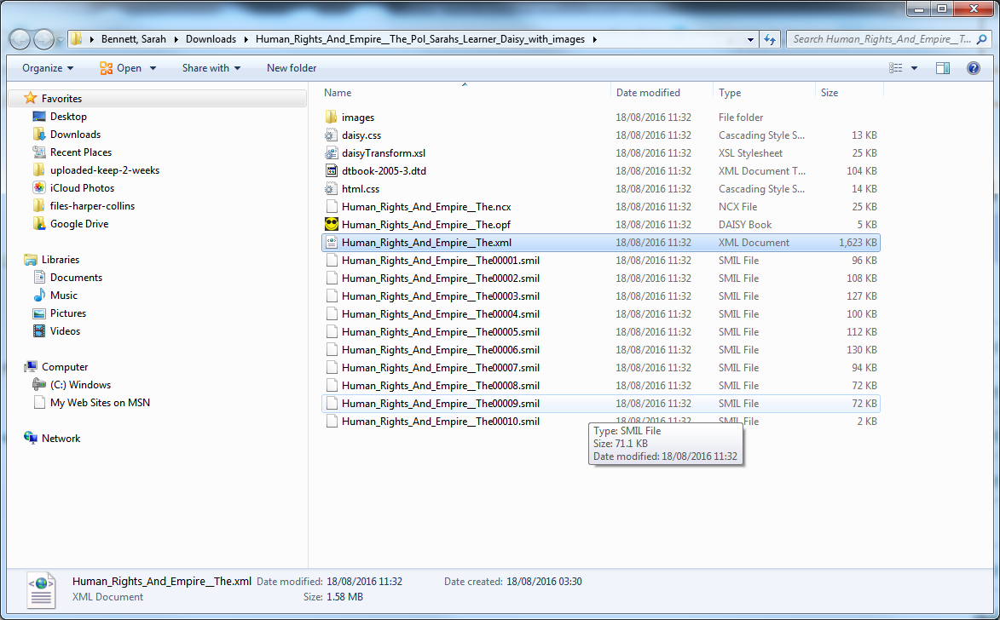 Bennett, Sarah Downloads Human_Rights_And_Empire__The_Pol_Sarahs_Learner_Daisy_with_images Search Human_Rights_And_Empire__T...
Organize Open Share with New folder
Favorites
Desktop
Downloads
Recent Places
uploaded-keep-2-weeks
iCloud Photos
files-harper-collins
Google Drive
Libraries
Documents
Music
Pictures
Videos
Computer
(C:) Windows
My Web Sites on MSN
Network
Name Date modified Type Size
images 18/08/2016 11:32 File folder
daisy.css 18/08/2016 11:32 Cascading Style S... 13 KB
daisyTransform.xsl 18/08/2016 11:32 XSL Stylesheet 25 KB
dtbook-2005-3.dtd 18/08/2016 11:32 XML Document T... 104 KB
html.css 18/08/2016 11:32 Cascading Style S... 14 KB
Human_Rights_And_Empire__The.ncx 18/08/2016 11:32 NCX File 25 KB
Human_Rights_And_Empire__The.opf 18/08/2016 11:32 DAISY Book 5 KB
Human_Rights_And_Empire__The.xml 18/08/2016 11:32 XML Document 1,623 KB
Human_Rights_And_Empire__The00001.smil 18/08/2016 11:32 SMIL File 96 KB
Human_Rights_And_Empire__The00002.smil 18/08/2016 11:32 SMIL File 108 KB
Human_Rights_And_Empire__The00003.smil 18/08/2016 11:32 SMIL File 127 KB
Human_Rights_And_Empire__The00004.smil 18/08/2016 11:32 SMIL File 100 KB
Human_Rights_And_Empire__The00005.smil 18/08/2016 11:32 SMIL File 112 KB
Human_Rights_And_Empire__The00006.smil 18/08/2016 11:32 SMIL File 130 KB
Human_Rights_And_Empire__The00007.smil 18/08/2016 11:32 SMIL File 94 KB
Human_Rights_And_Empire__The00008.smil 18/08/2016 11:32 SMIL File 72 KB
Human_Rights_And_Empire__The00009.smil 18/08/2016 11:32 SMIL File 72 KB
Human_Rights_And_Empire__The00010.smil 18/08/2016 11:32 SMIL File 2 KB
Type: SMIL File
Size: 71.1 KB
Date modified: 18/08/2016 11:32
Human_Rights_And_Empire__The.xml Date modified: 18/08/2016 11:32 Date created: 18/08/2016 03:30
XML Document Size: 1.58 MB